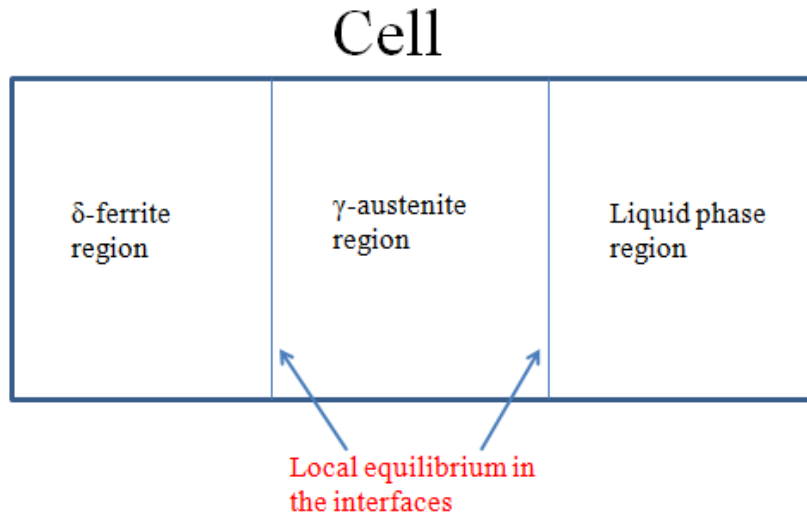 Cell
δ-ferrite
region
γ-austenite
region
Liquid phase
region
Local equilibrium in
the interfaces